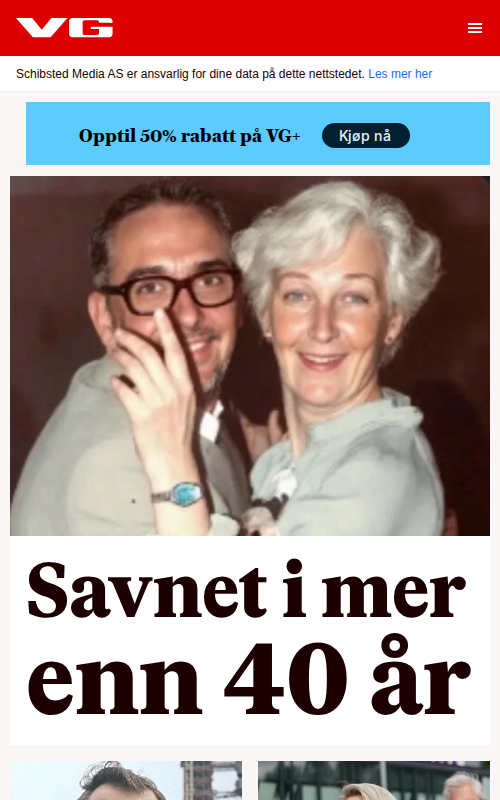 VG
Schibsted Media AS er ansvarlig for dine data på dette nettstedet. Les mer her
Opptil 50% rabatt på VG+ Kjøp nå
Savnet i mer
enn 40 år